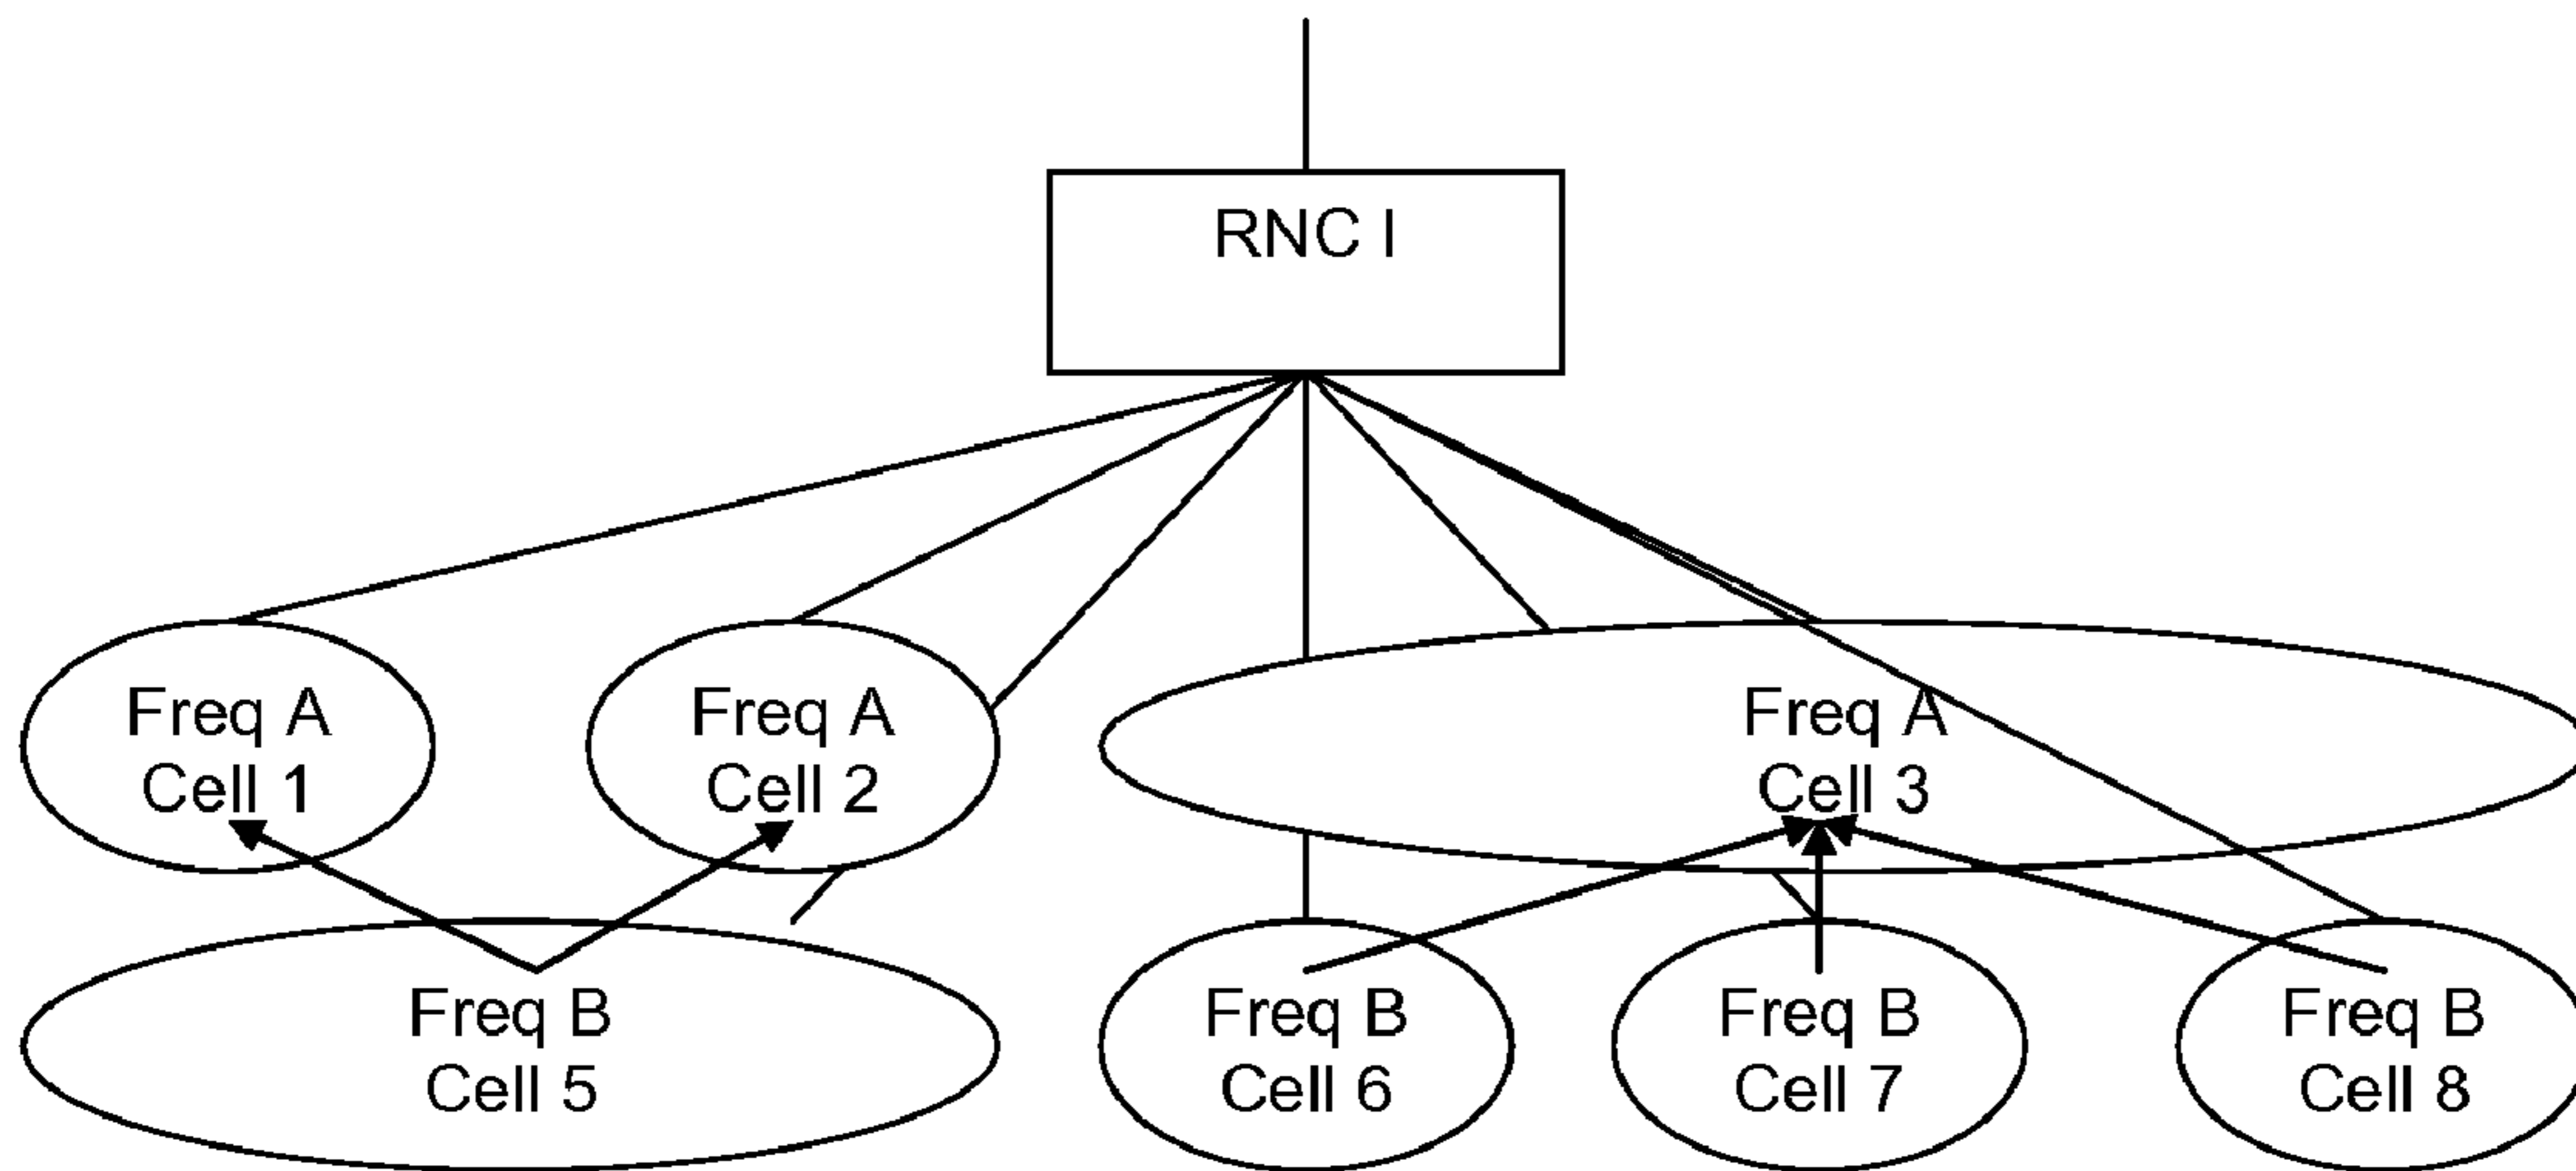 RNC I
Freq A
Cell 1
Freq A
Cell 2
Freq A
Cell 3
Freq B
Cell 5
Freq B
Cell 6
Freq B
Cell 7
Freq B
Cell 8